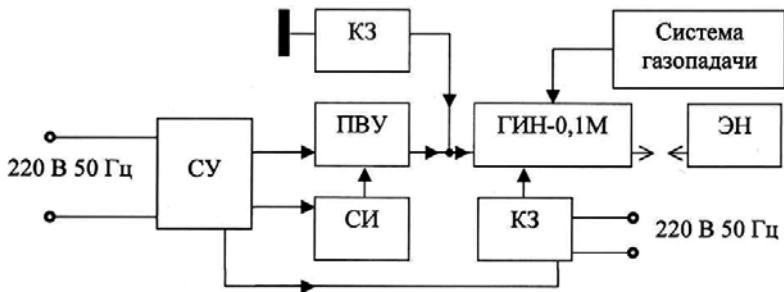 КЗ
Система
газопадачи
ПВУ
ГИН-0,1М
ЭН
220 В 50 Гц
СУ
СИ
КЗ
220 В 50 Гц